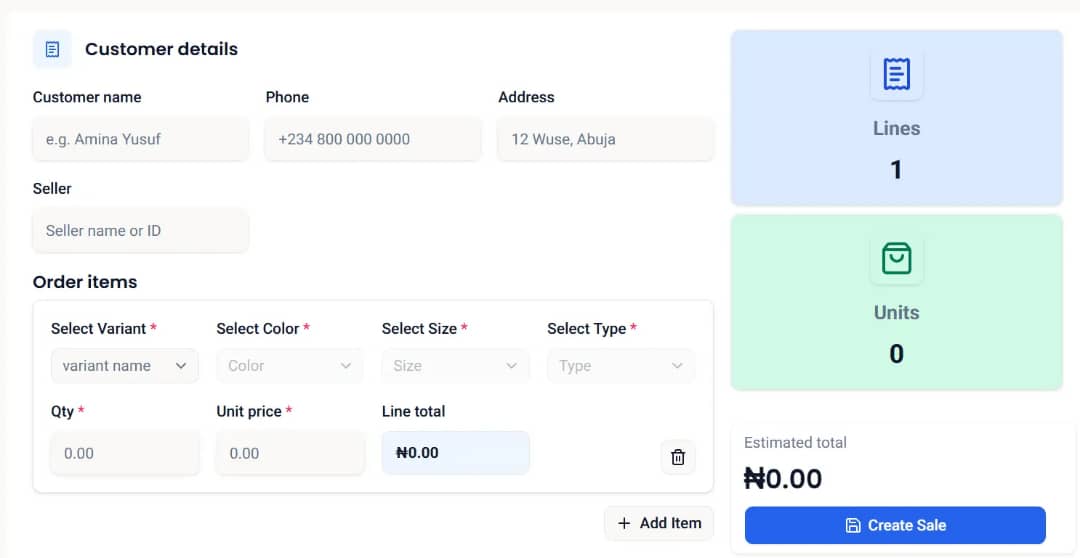 Customer details
Customer name Phone Address
e.g. Amina Yusuf +234 800 000 0000 12 Wuse, Abuja
Seller
Seller name or ID
Order items
Select Variant * Select Color * Select Size * Select Type *
variant name Color Size Type
Qty * Unit price * Line total
0.00 0.00 ₦0.00
+ Add Item
Lines
1
Units
0
Estimated total
₦0.00
Create Sale